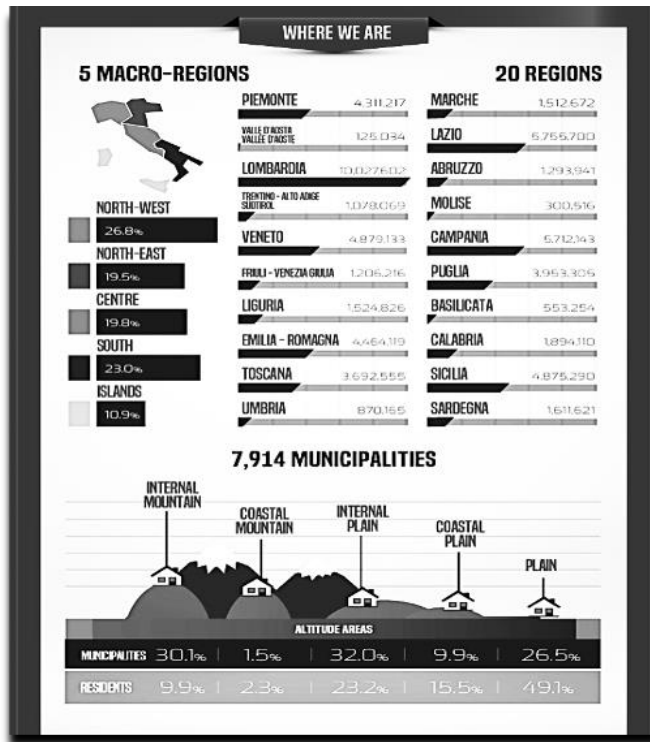 WHERE WE ARE
5 MACRO-REGIONS
NORTH-WEST
26.8%
NORTH-EAST
19.5%
CENTRE
19.8%
SOUTH
23.0%
ISLANDS
10.9%
20 REGIONS
PIEMONTE 4.311.217
VALLE D'AOSTA
VALLÉE D'AOSTE 125.034
LOMBARDIA 10.027.602
TRENTINO - ALTO ADIGE
SÜDTIROL 1.078.069
VENETO 4.879.133
FRIULI - VENEZIA GIULIA 1.206.216
LIGURIA 1.524.826
EMILIA - ROMAGNA 4.464.119
TOSCANA 3.692.555
UMBRIA 870.165
MARCHE 1.512.672
LAZIO 5.755.700
ABRUZZO 1.293.941
MOLISE 300.516
CAMPANIA 5.712.143
PUGLIA 3.953.305
BASILICATA 553.254
CALABRIA 1.894.110
SICILIA 4.875.290
SARDEGNA 1.611.621
7,914 MUNICIPALITIES
INTERNAL
MOUNTAIN
COASTAL
MOUNTAIN
INTERNAL
PLAIN
COASTAL
PLAIN
PLAIN
ALTITUDE AREAS
MUNICIPALITIES 30.1% 1.5% 32.0% 9.9% 26.5%
RESIDENTS 9.9% 2.3% 23.2% 15.5% 49.1%